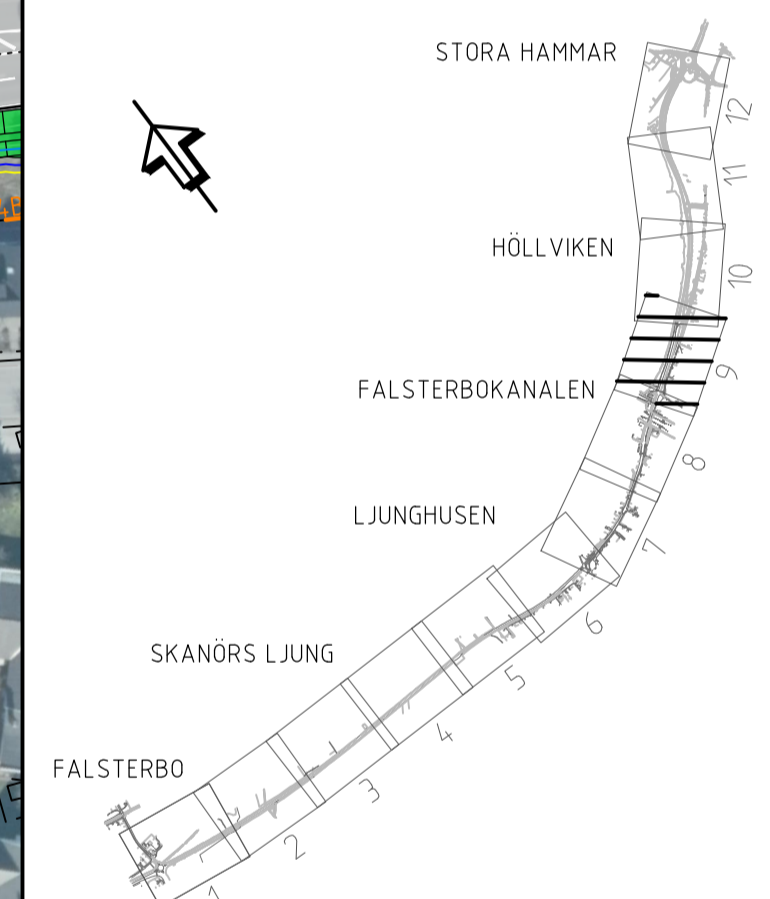 STORA HAMMAR
12
11
HÖLLVIKEN
10
9
FALSTERBOKANALEN
8
LJUNGHUSEN
7
6
SKANÖRS LJUNG
5
4
FALSTERBO
3
2
1